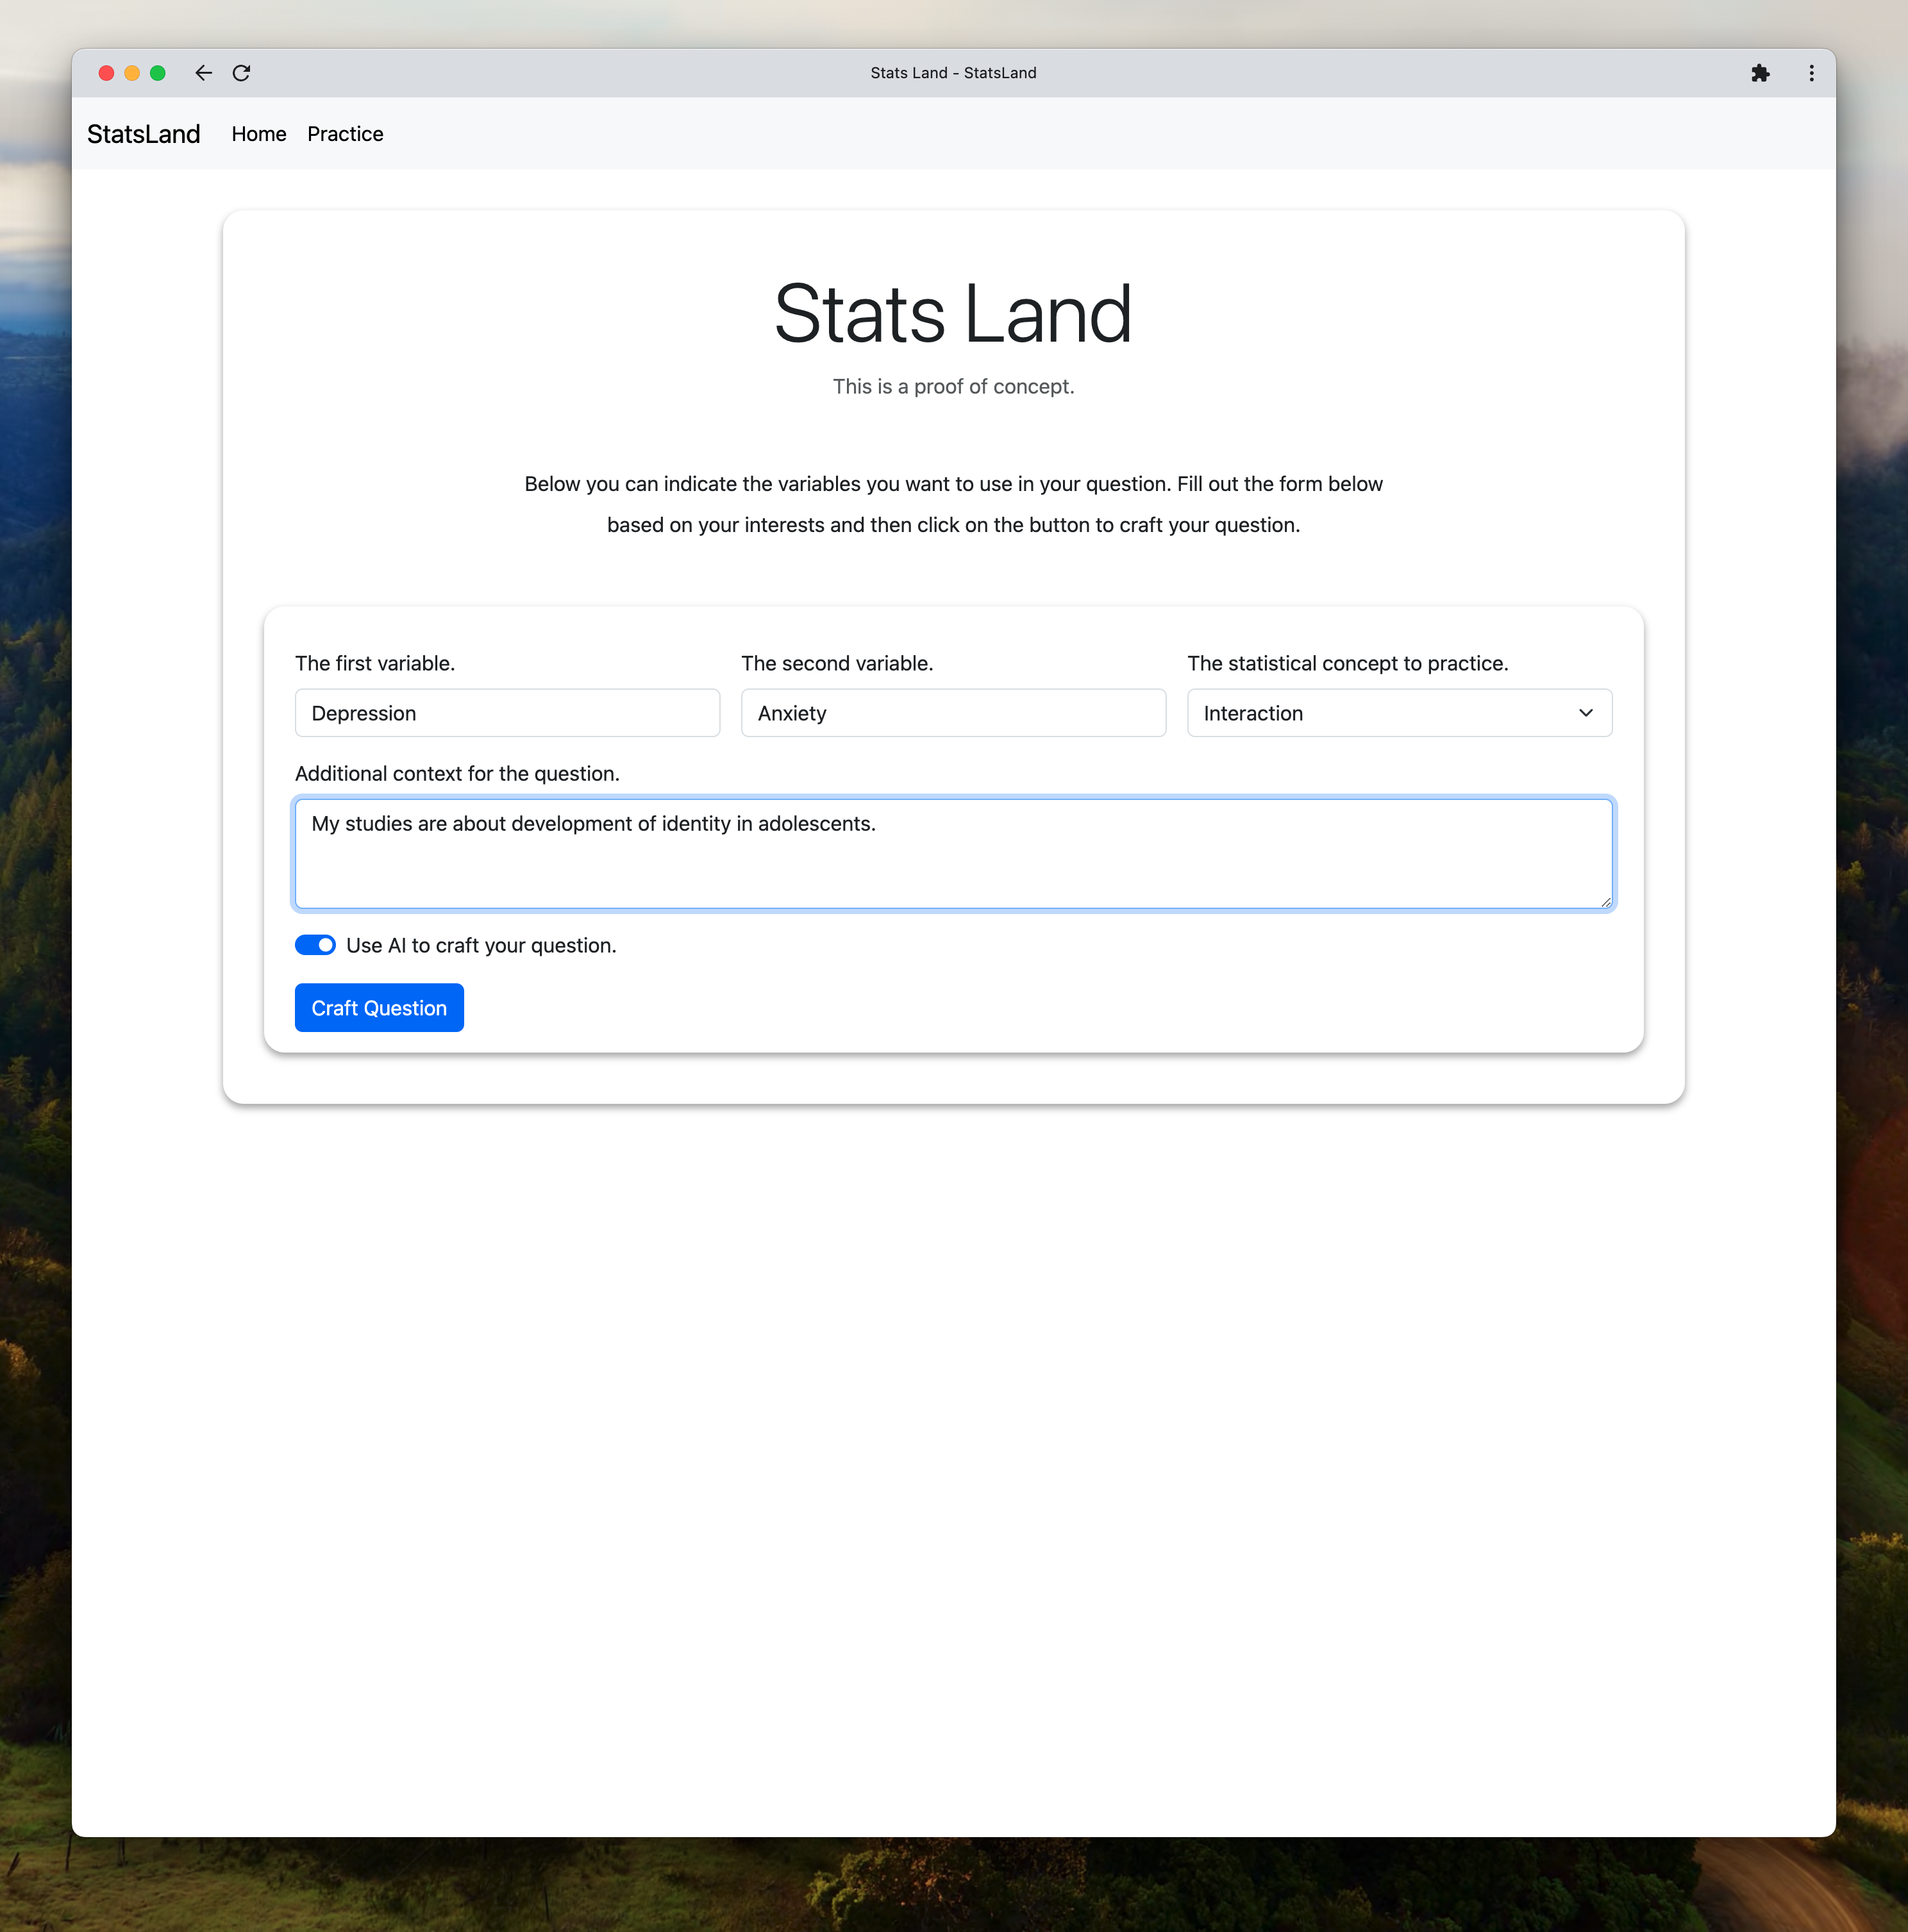 Stats Land - StatsLand
StatsLand Home Practice
Stats Land
This is a proof of concept.
Below you can indicate the variables you want to use in your question. Fill out the form below
based on your interests and then click on the button to craft your question.
The first variable. The second variable. The statistical concept to practice.
Depression Anxiety Interaction
Additional context for the question.
My studies are about development of identity in adolescents.
Use AI to craft your question.
Craft Question